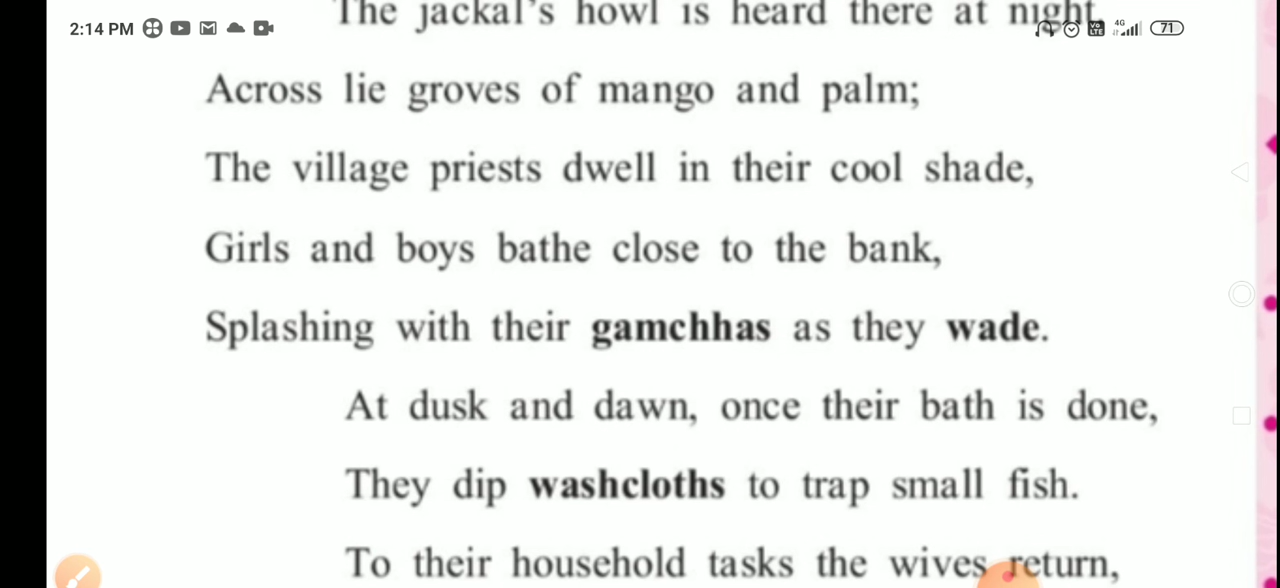 The jackal's howl is heard there at night.
2:14 PM 4G Vo LTE 71
Across lie groves of mango and palm;
The village priests dwell in their cool shade,
Girls and boys bathe close to the bank,
Splashing with their gamchhas as they wade.
At dusk and dawn, once their bath is done,
They dip washcloths to trap small fish.
To their household tasks the wives return,